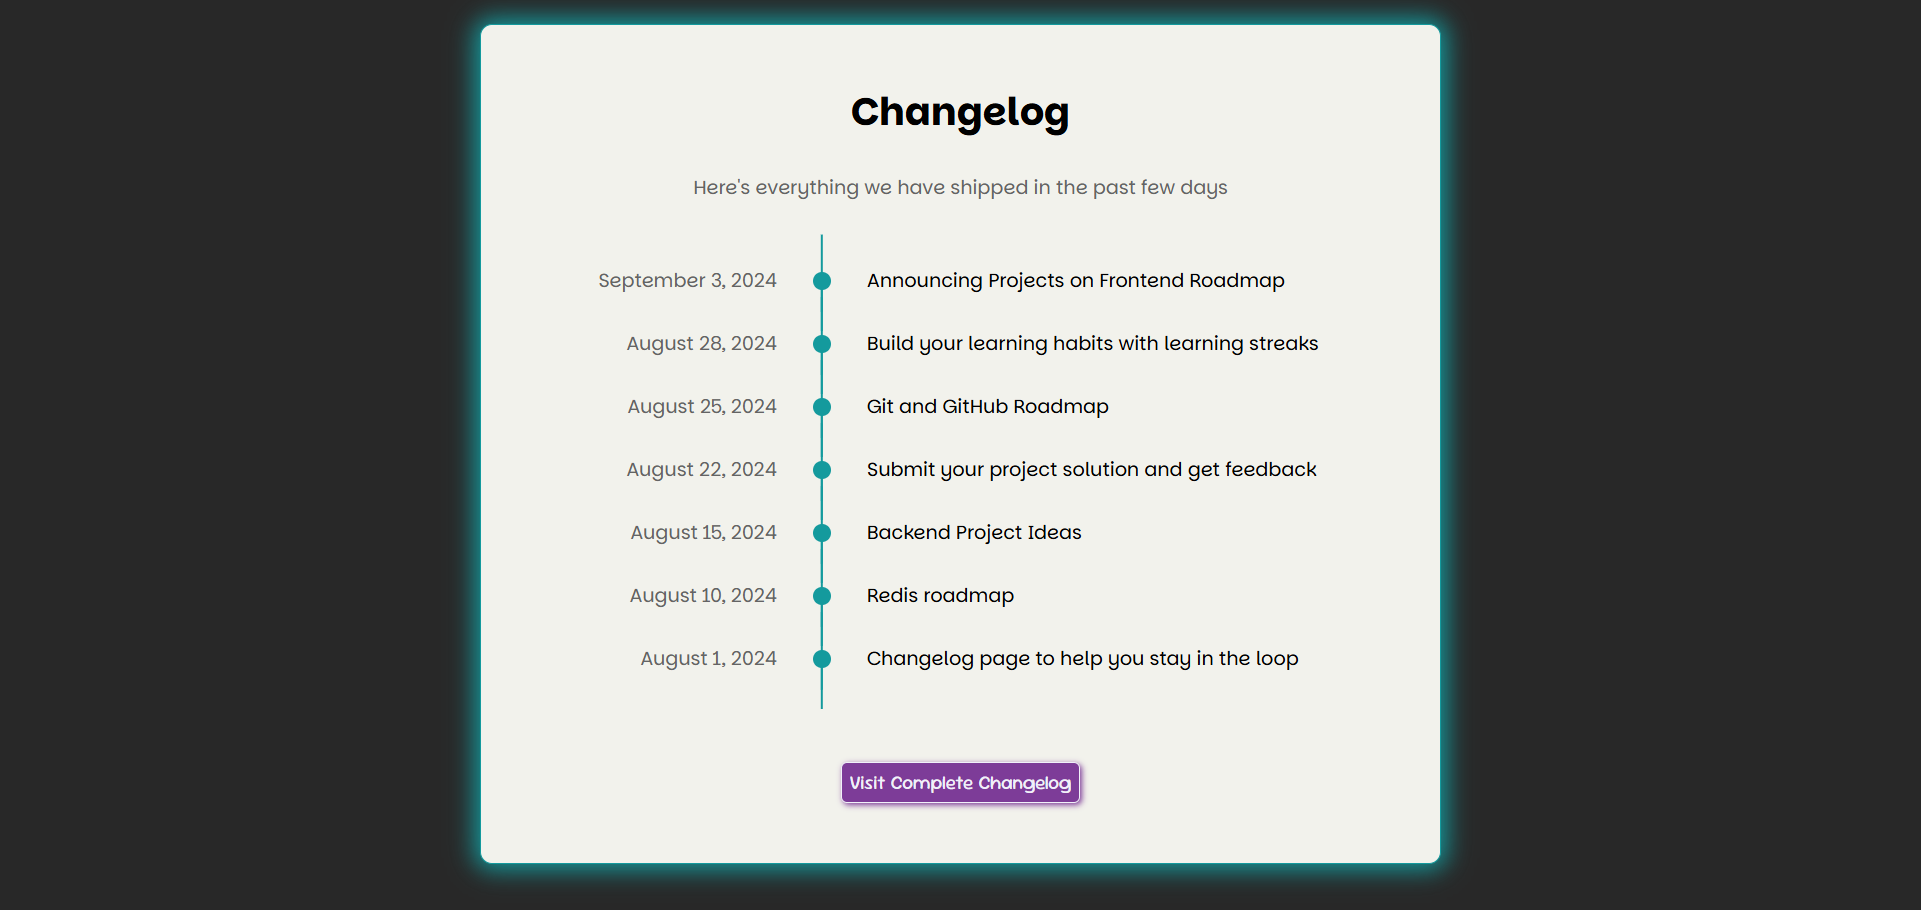 Changelog
Here's everything we have shipped in the past few days
September 3, 2024 Announcing Projects on Frontend Roadmap
August 28, 2024 Build your learning habits with learning streaks
August 25, 2024 Git and GitHub Roadmap
August 22, 2024 Submit your project solution and get feedback
August 15, 2024 Backend Project Ideas
August 10, 2024 Redis roadmap
August 1, 2024 Changelog page to help you stay in the loop
Visit Complete Changelog